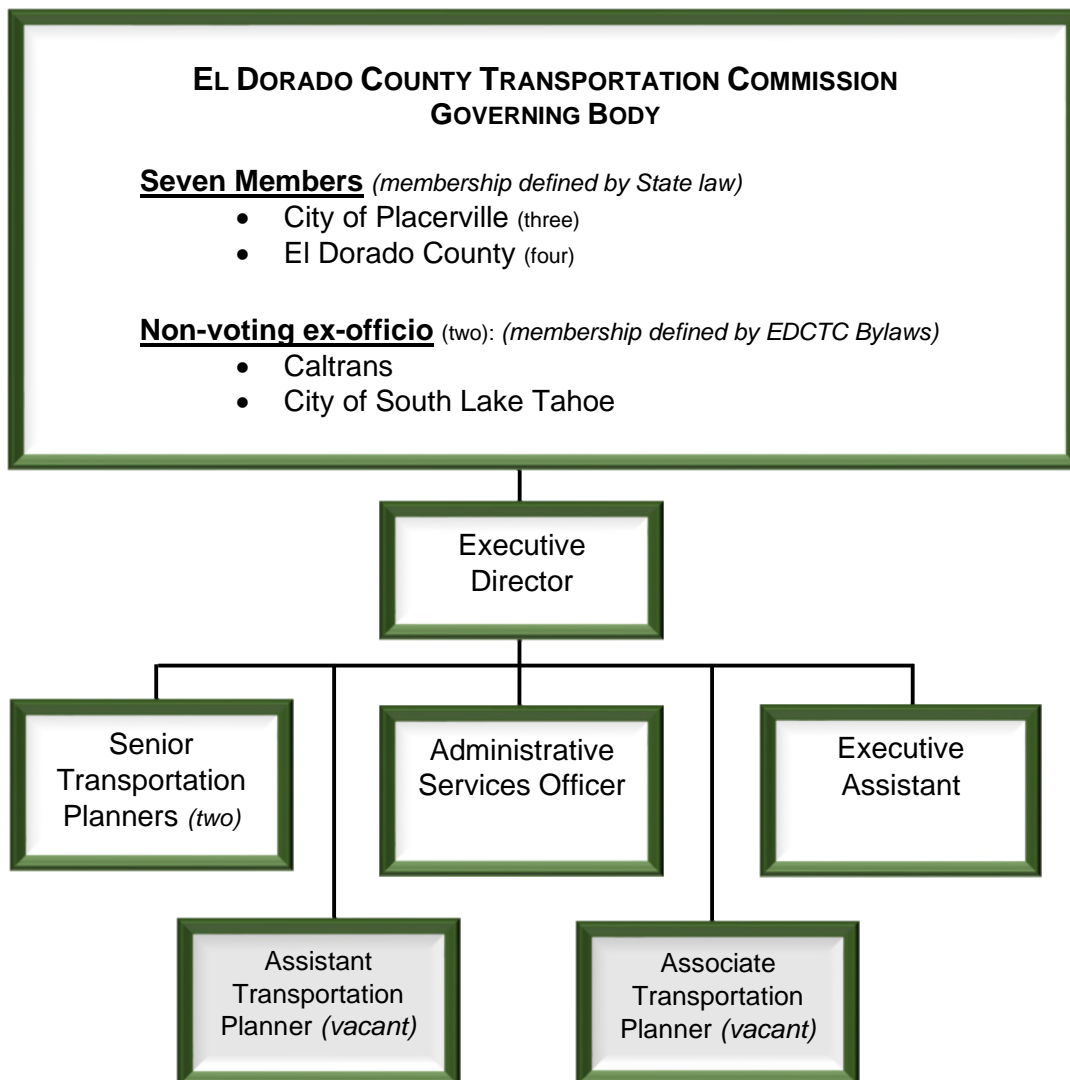 EL DORADO COUNTY TRANSPORTATION COMMISSION
GOVERNING BODY
Seven Members (membership defined by State law)
• City of Placerville (three)
• El Dorado County (four)
Non-voting ex-officio (two): (membership defined by EDCTC Bylaws)
• Caltrans
• City of South Lake Tahoe
Executive
Director
Senior
Transportation
Planners (two)
Administrative
Services Officer
Executive
Assistant
Assistant
Transportation
Planner (vacant)
Associate
Transportation
Planner (vacant)